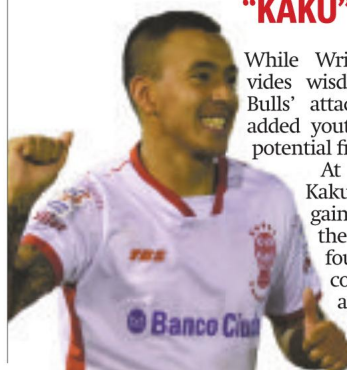 "KAKU"
While Wri
vides wisd
Bulls' attac
added yout
potential fi
At
Kaku
gain
the
fou
co
a
TBS
Banco Ciud